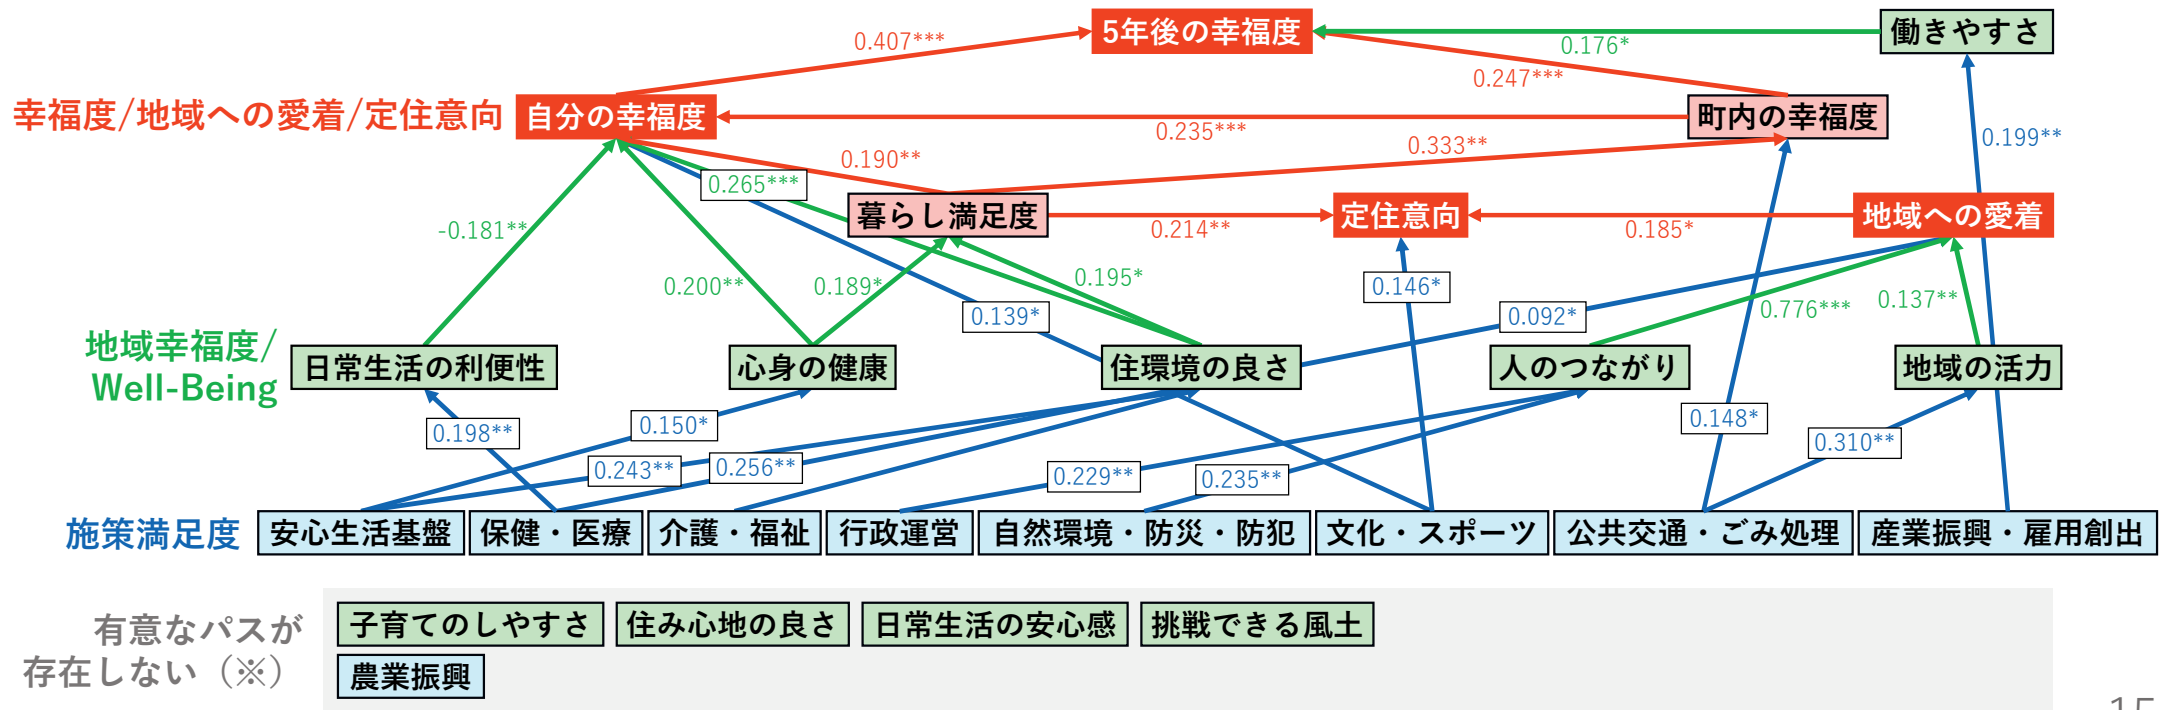 5年後の幸福度
働きやすさ
0.407***
0.176*
0.247***
幸福度/地域への愛着/定住意向
自分の幸福度
町内の幸福度
0.235***
0.199**
0.190**
0.333**
0.265***
暮らし満足度
定住意向
地域への愛着
-0.181**
0.214**
0.185*
0.200**
0.189*
0.195*
0.146*
0.139*
0.092*
0.776***
0.137**
地域幸福度/
Well-Being
日常生活の利便性
心身の健康
住環境の良さ
人のつながり
地域の活力
0.198**
0.150*
0.148*
0.310**
0.243**
0.256**
0.229**
0.235**
施策満足度
安心生活基盤
保健・医療
介護・福祉
行政運営
自然環境・防災・防犯
文化・スポーツ
公共交通・ごみ処理
産業振興・雇用創出
有意なパスが
存在しない（※）
子育てのしやすさ
住み心地の良さ
日常生活の安心感
挑戦できる風土
農業振興